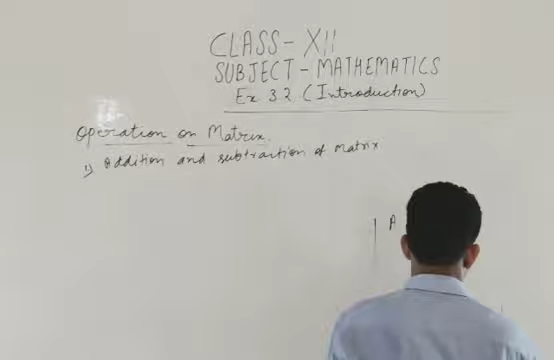 CLASS - XII
SUBJECT - MATHEMATICS
Ex 3.2 (Introduction)
Operation on Matrix.
1) Addition and subtraction of Matrix
A